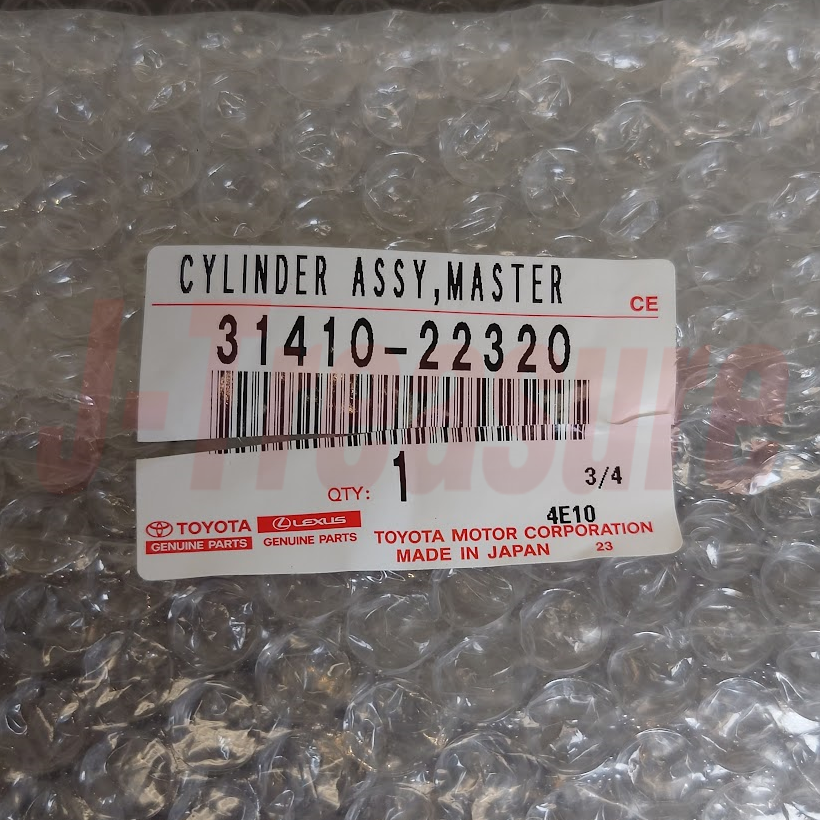 CYLINDER ASSY,MASTER
CE
31410-22320
J-Treasure
QTY: 1
3/4
4E10
TOYOTA LEXUS
GENUINE PARTS GENUINE PARTS
TOYOTA MOTOR CORPORATION
MADE IN JAPAN 23